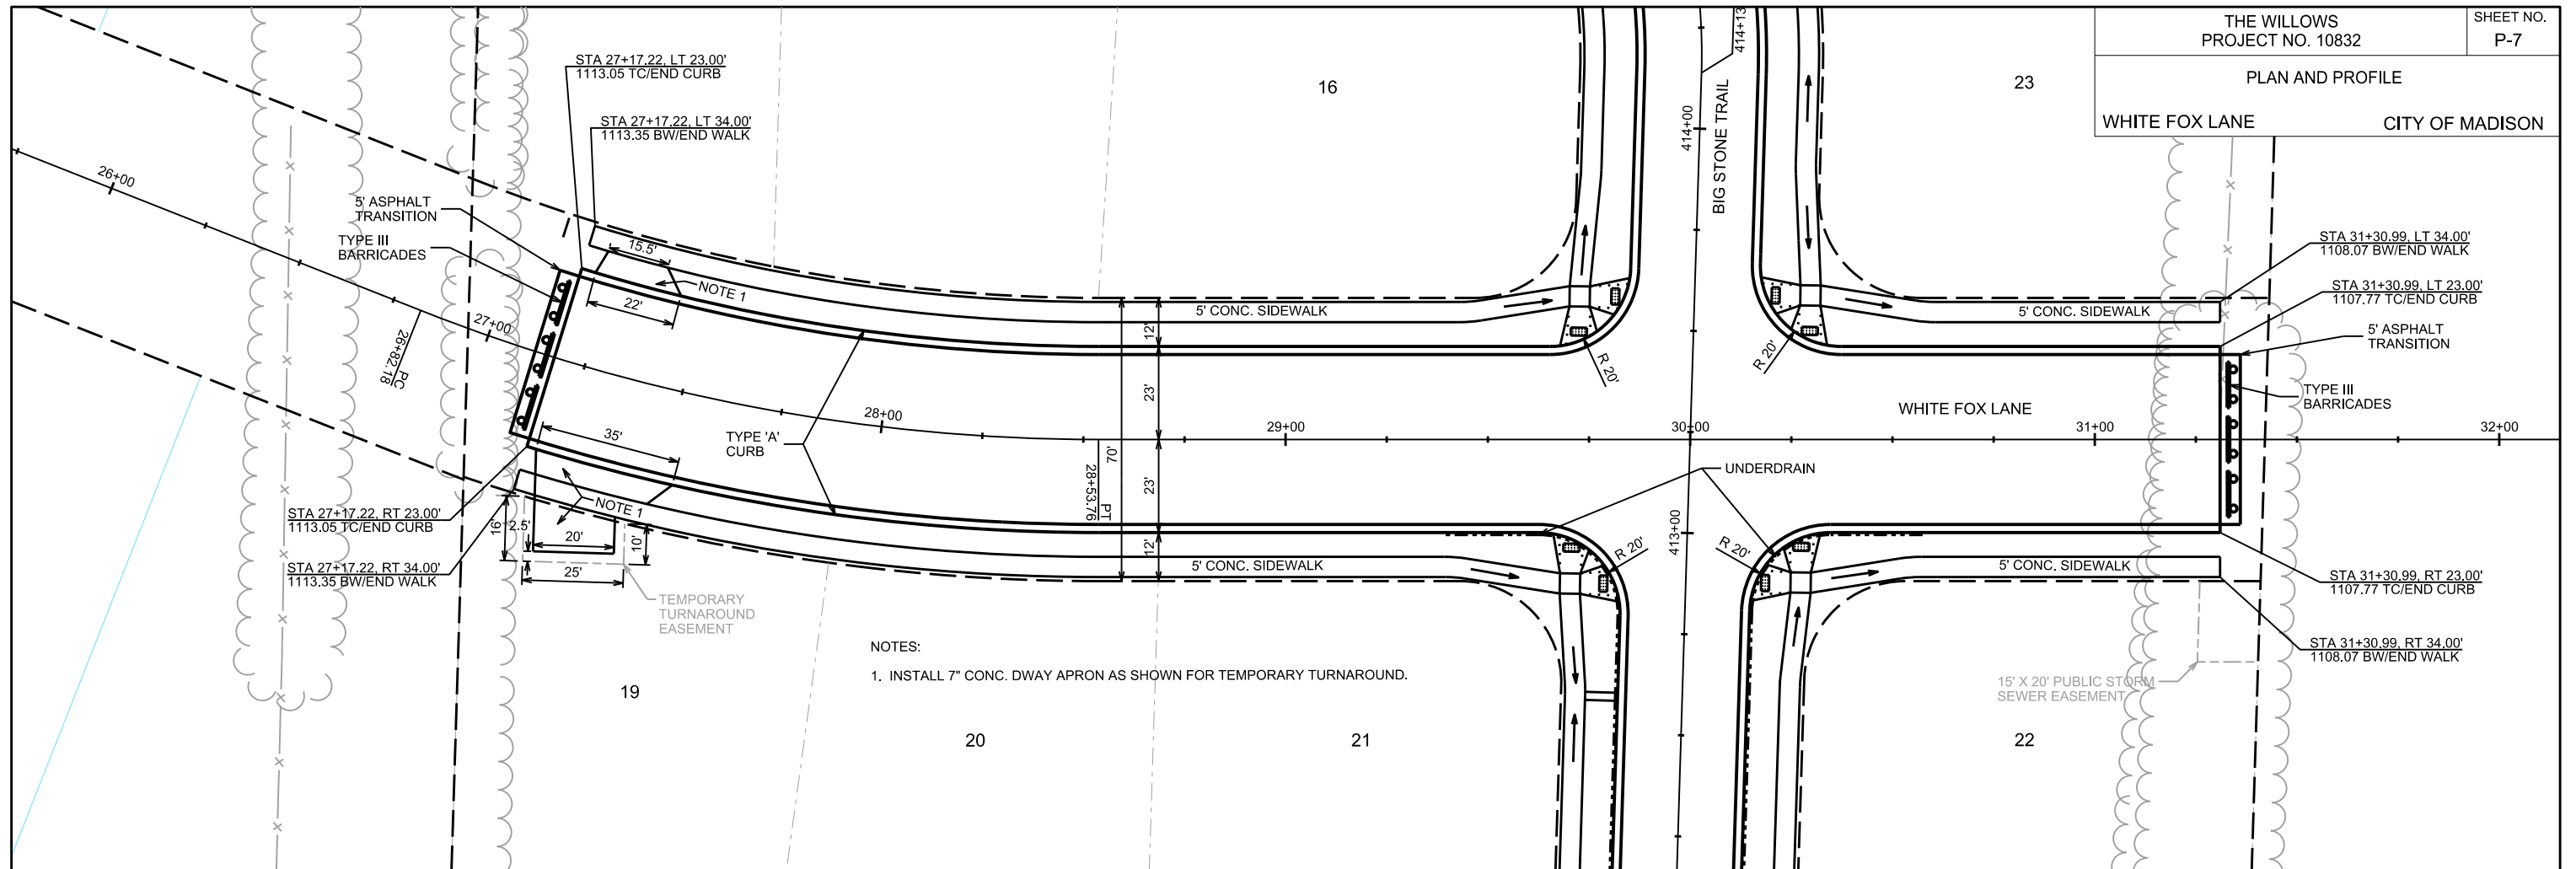 THE WILLOWS
PROJECT NO. 10832
SHEET NO.
P-7
PLAN AND PROFILE
WHITE FOX LANE
CITY OF MADISON
STA 27+17.22, LT 23.00'
1113.05 TC/END CURB
STA 27+17.22, LT 34.00'
1113.35 BW/END WALK
16
23
414+13
414+00
BIG STONE TRAIL
26+00
5' ASPHALT
TRANSITION
TYPE III
BARRICADES
15.5'
NOTE 1
22'
27+00
PC
26+82.18
5' CONC. SIDEWALK
12'
R 20'
R 20'
5' CONC. SIDEWALK
STA 31+30.99, LT 34.00'
1108.07 BW/END WALK
STA 31+30.99, LT 23.00'
1107.77 TC/END CURB
5' ASPHALT
TRANSITION
TYPE III
BARRICADES
23'
28+00
29+00
30+00
WHITE FOX LANE
31+00
32+00
35'
TYPE 'A'
CURB
70'
PT
28+53.76
23'
UNDERDRAIN
413+00
NOTE 1
STA 27+17.22, RT 23.00'
1113.05 TC/END CURB
16'
2.5'
20'
10'
25'
STA 27+17.22, RT 34.00'
1113.35 BW/END WALK
12'
5' CONC. SIDEWALK
R 20'
R 20'
5' CONC. SIDEWALK
STA 31+30.99, RT 23.00'
1107.77 TC/END CURB
STA 31+30.99, RT 34.00'
1108.07 BW/END WALK
TEMPORARY
TURNAROUND
EASEMENT
NOTES:
1. INSTALL 7" CONC. DWAY APRON AS SHOWN FOR TEMPORARY TURNAROUND.
15' X 20' PUBLIC STORM
SEWER EASEMENT
19
20
21
22